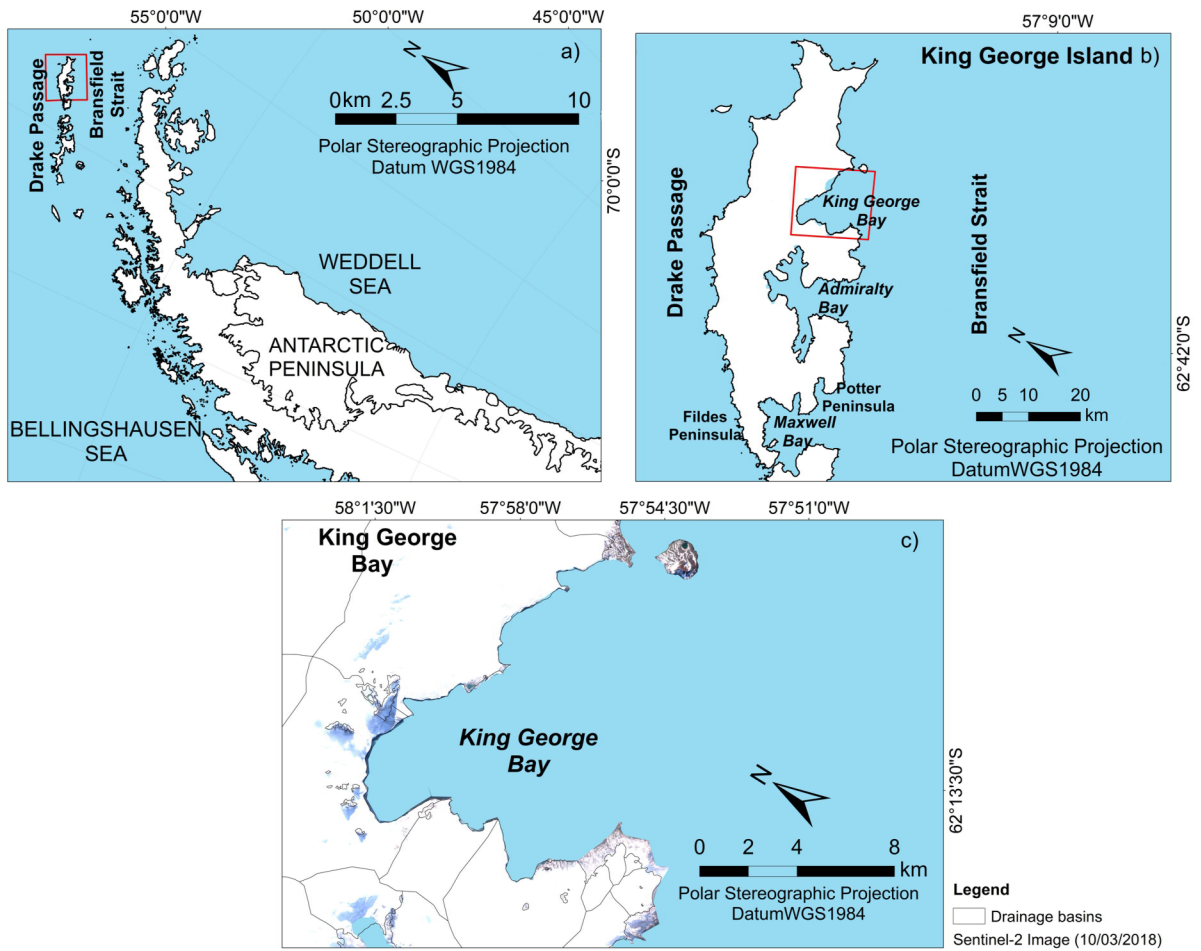 55°0'0"W
50°0'0"W
45°0'0"W
a)
N
0km 2.5 5 10
Polar Stereographic Projection
Datum WGS1984
Drake Passage
Bransfield
Strait
70°0'0"S
WEDDELL
SEA
ANTARCTIC
PENINSULA
BELLINGSHAUSEN
SEA
57°9'0"W
King George Island b)
King George
Bay
Drake Passage
Bransfield Strait
Admiralty
Bay
N
Potter
Peninsula
Fildes
Peninsula
Maxwell
Bay
0 5 10 20
km
Polar Stereographic Projection
DatumWGS1984
62°42'0"S
58°1'30"W
57°58'0"W
57°54'30"W
57°51'0"W
King George
Bay
c)
King George
Bay
N
62°13'30"S
0 2 4 8
km
Polar Stereographic Projection
DatumWGS1984
Legend
Drainage basins
Sentinel-2 Image (10/03/2018)